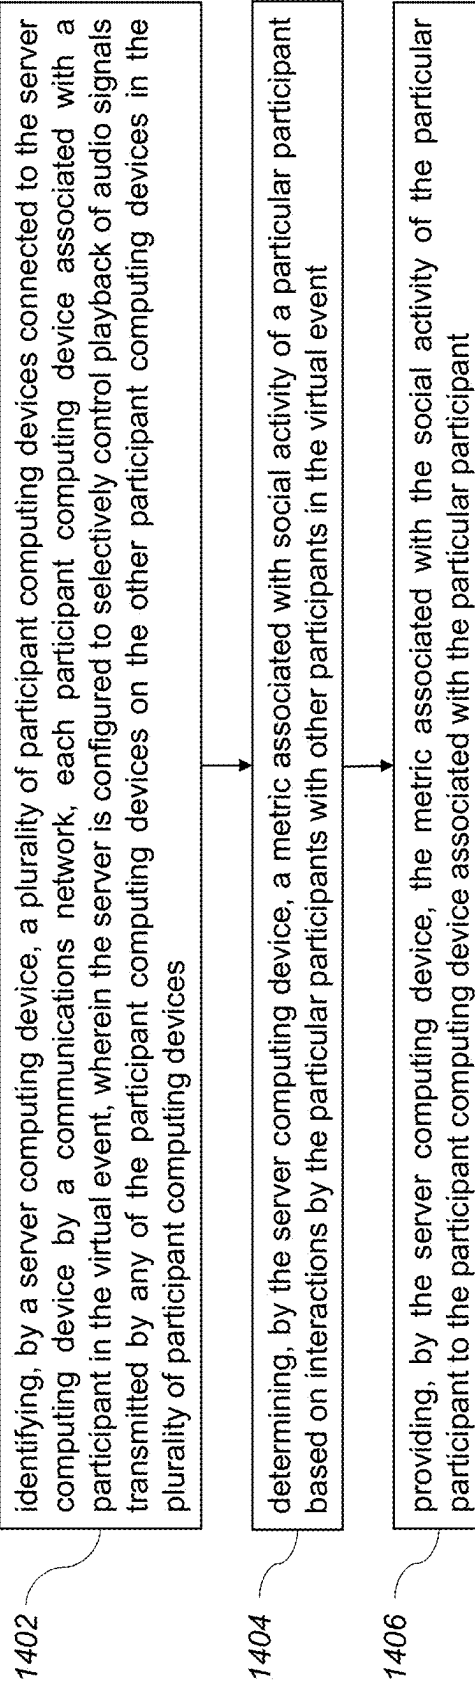 1402
identifying, by a server computing device, a plurality of participant computing devices connected to the server
computing device by a communications network, each participant computing device associated with a
participant in the virtual event, wherein the server is configured to selectively control playback of audio signals
transmitted by any of the participant computing devices on the other participant computing devices in the
plurality of participant computing devices
1404
determining, by the server computing device, a metric associated with social activity of a particular participant
based on interactions by the particular participants with other participants in the virtual event
1406
providing, by the server computing device, the metric associated with the social activity of the particular
participant to the participant computing device associated with the particular participant